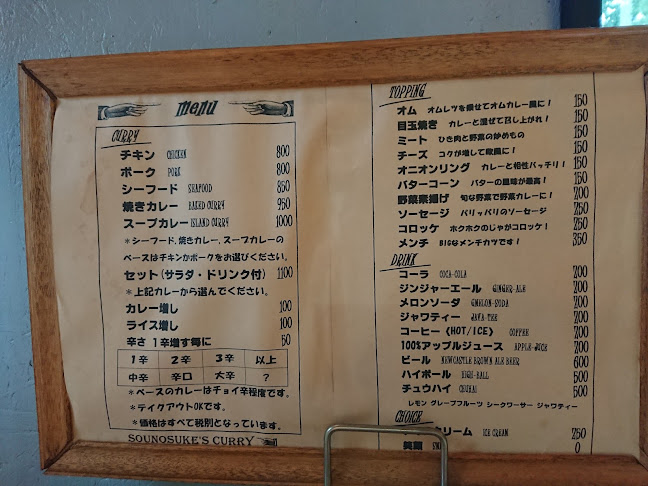 menu
CURRY
チキン CHICKEN 800
ポーク PORK 800
シーフード SEAFOOD 850
焼きカレー BAKED CURRY 950
スープカレー ISLAND CURRY 1000
*シーフード、焼きカレー、スープカレーの
ベースはチキンかポークをお選びください。
セット(サラダ・ドリンク付) 1100
*上記カレーから選んでください。
カレー増し 100
ライス増し 100
辛さ 1辛増す毎に 50
1辛 2辛 3辛 以上
中辛 辛口 大辛 ?
*ベースのカレーはチョイ辛程度です。
*テイクアウトOKです。
*価格はすべて税別となっています。
SOUNOSUKE'S CURRY
TOPPING
オム オムレツを乗せてオムカレー風に! 150
目玉焼き カレーと混ぜて召し上がれ! 150
ミート ひき肉と野菜の炒めもの 150
チーズ コクが増して欧風に! 150
オニオンリング カレーと相性バッチリ! 150
バターコーン バターの風味が最高! 150
野菜素揚げ 旬な野菜で野菜カレーに! 200
ソーセージ パリッパリのソーセージ 250
コロッケ ホクホクのじゃがコロッケ! 250
メンチ BIGなメンチカツです! 350
DRINK
コーラ COCA-COLA 200
ジンジャーエール GINGER-ALE 200
メロンソーダ GMELON-SODA 200
ジャワティー JAVA-TEE 200
コーヒー (HOT/ICE) COFFEE 200
100%アップルジュース APPLE-JUCE 200
ビール NEWCASTLE BROWN ALE BEER 600
ハイボール HIGH-BALL 500
チュウハイ CHUHAI 500
レモン グレープフルーツ シークワーサー ジャワティー
CHOICE
クリーム ICE CREAM 250
笑顔 0